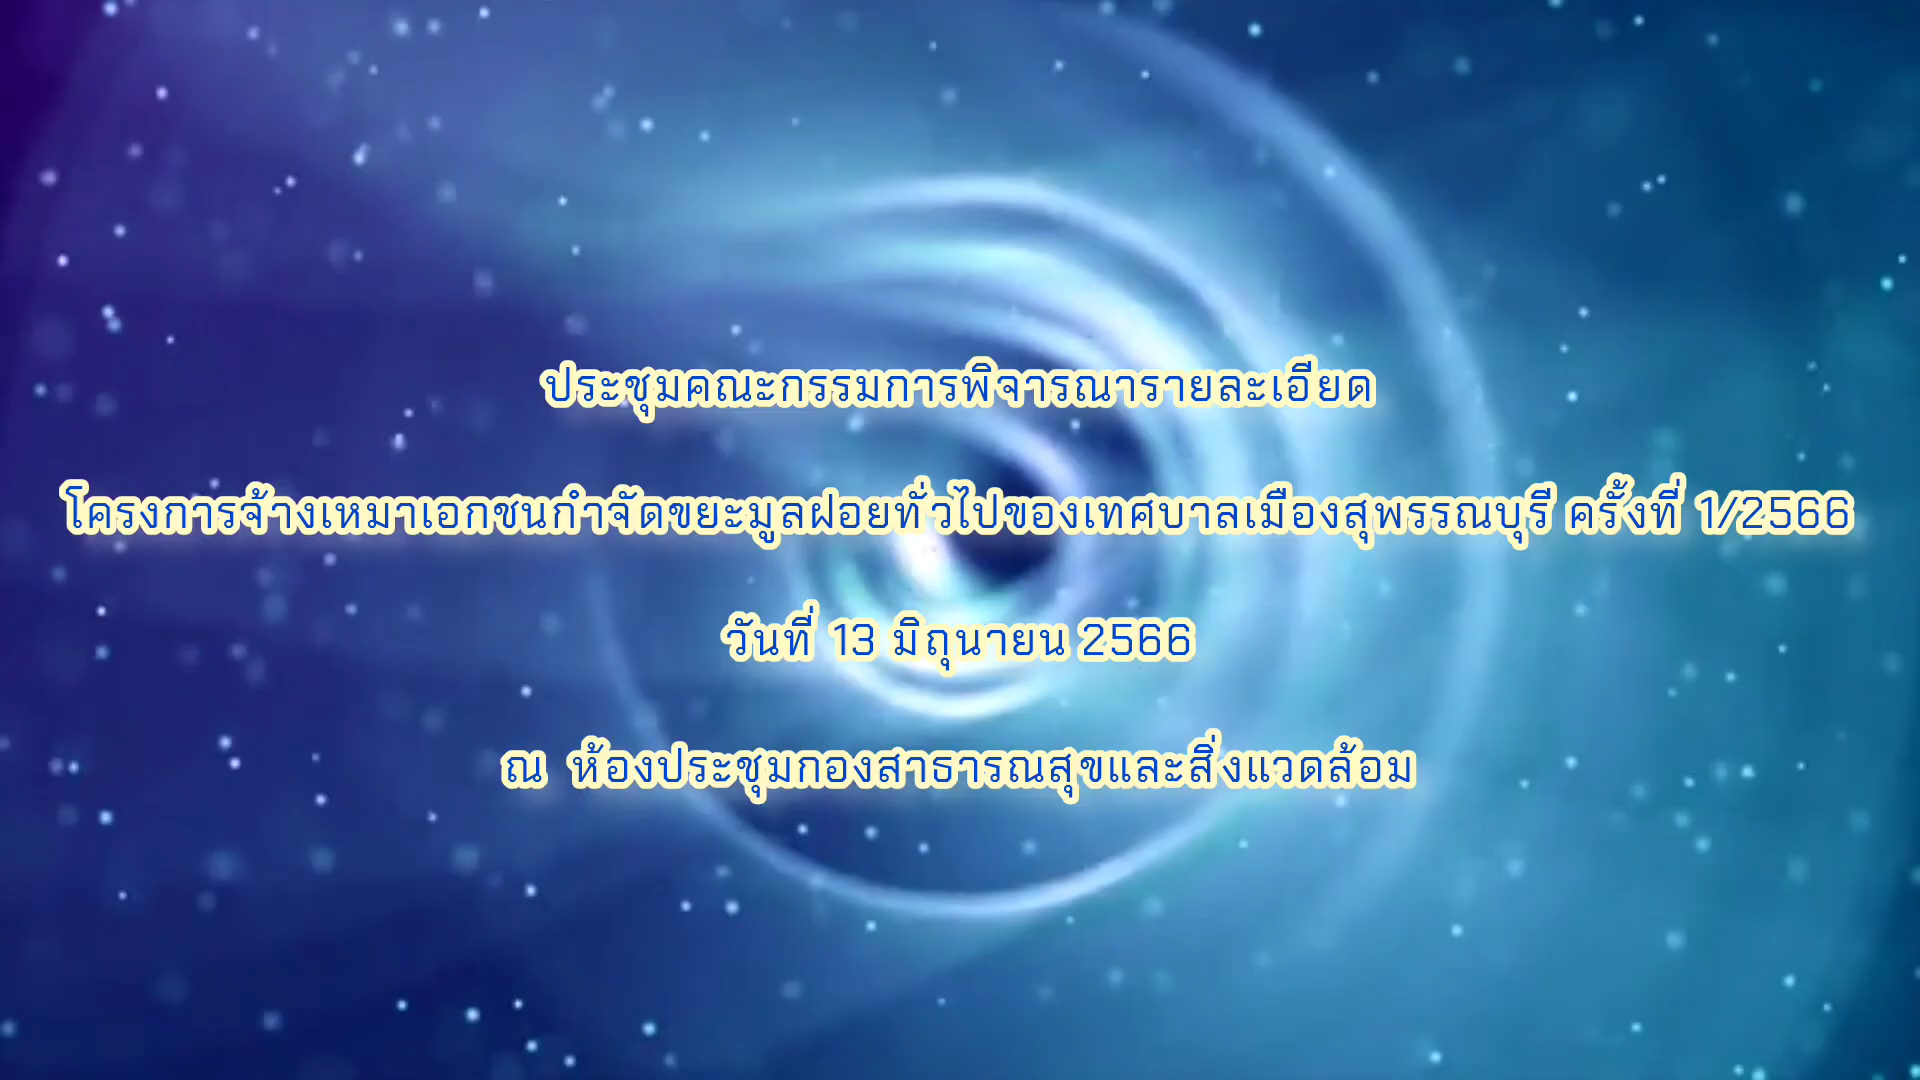 ประชุมคณะกรรมการพิจารณารายละเอียด
โครงการจ้างเหมาเอกชนกำจัดขยะมูลฝอยทั่วไปของเทศบาลเมืองสุพรรณบุรี ครั้งที่ 1/2566
วันที่ 13 มิถุนายน 2566
ณ ห้องประชุมกองสาธารณสุขและสิ่งแวดล้อม